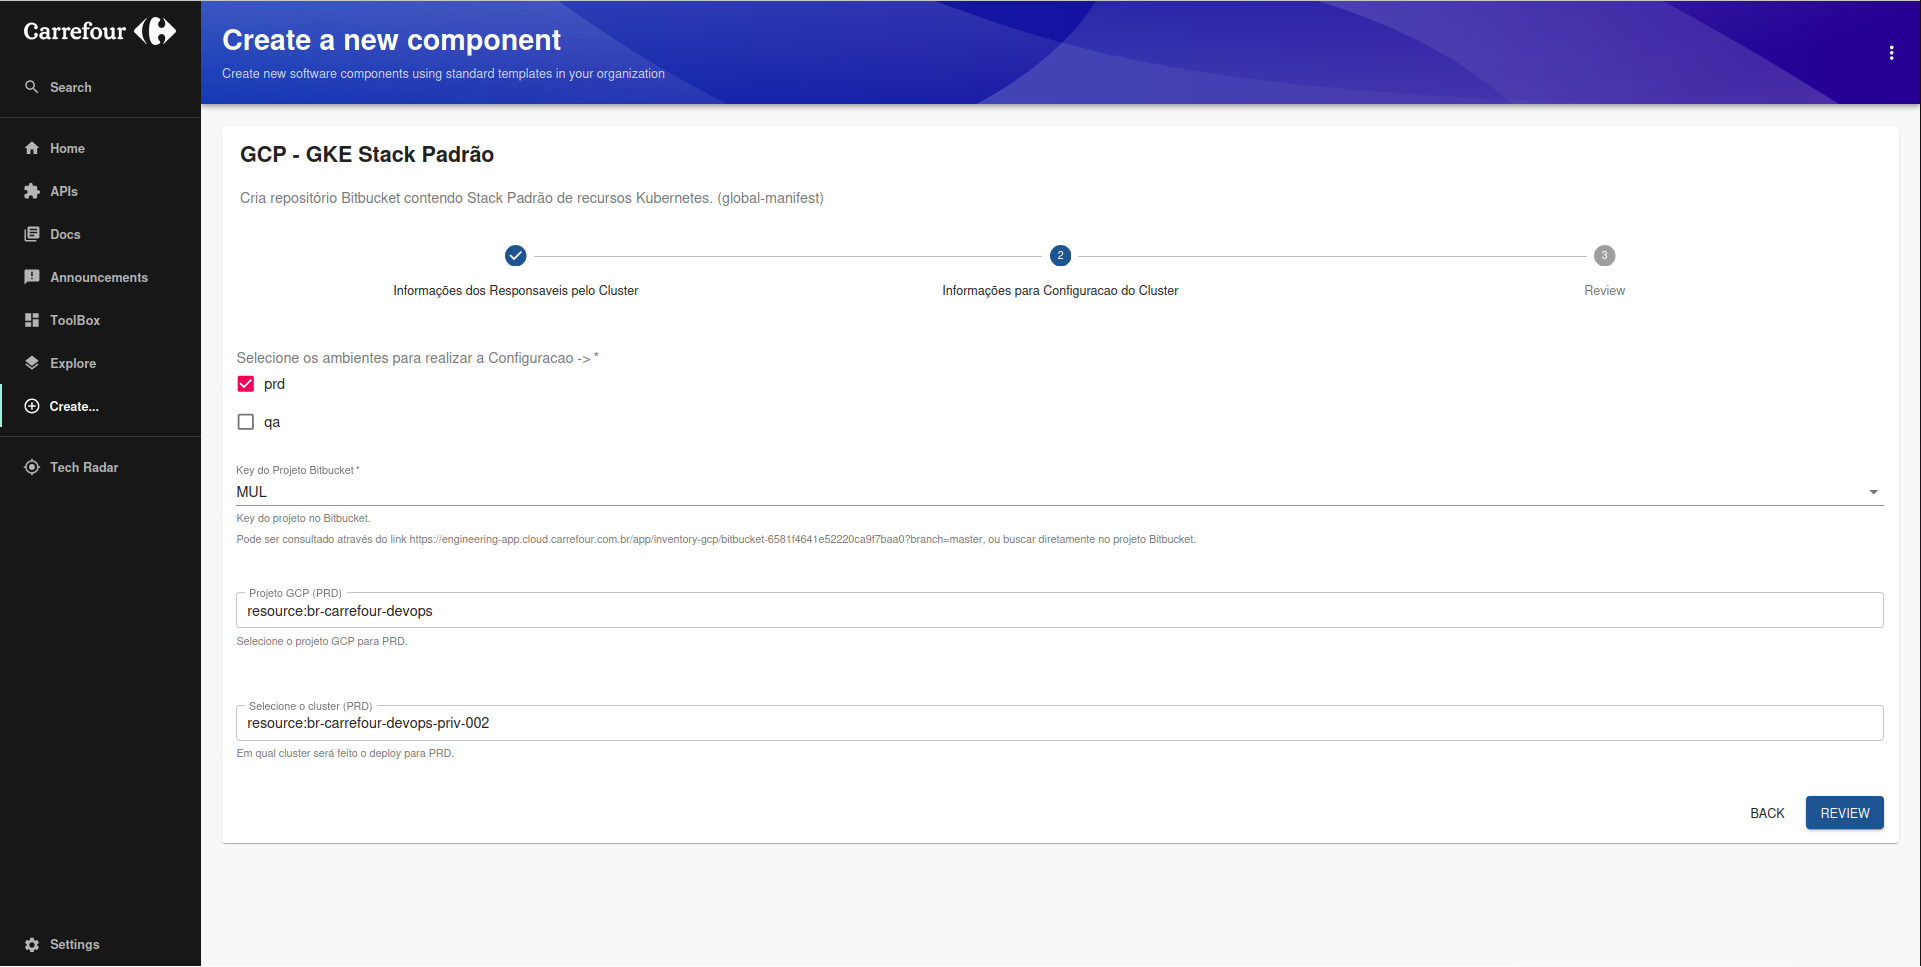 Carrefour
Search
Home
APIs
Docs
Announcements
ToolBox
Explore
Create...
Tech Radar
Settings
Create a new component
Create new software components using standard templates in your organization
GCP - GKE Stack Padrão
Cria repositório Bitbucket contendo Stack Padrão de recursos Kubernetes. (global-manifest)
2
3
Informações dos Responsaveis pelo Cluster
Informações para Configuracao do Cluster
Review
Selecione os ambientes para realizar a Configuracao -> *
prd
qa
Key do Projeto Bitbucket *
MUL
Key do projeto no Bitbucket.
Pode ser consultado através do link https://engineering-app.cloud.carrefour.com.br/app/inventory-gcp/bitbucket-6581f4641e52220ca9f7baa0?branch=master, ou buscar diretamente no projeto Bitbucket.
Projeto GCP (PRD)
resource:br-carrefour-devops
Selecione o projeto GCP para PRD.
Selecione o cluster (PRD)
resource:br-carrefour-devops-priv-002
Em qual cluster será feito o deploy para PRD.
BACK
REVIEW